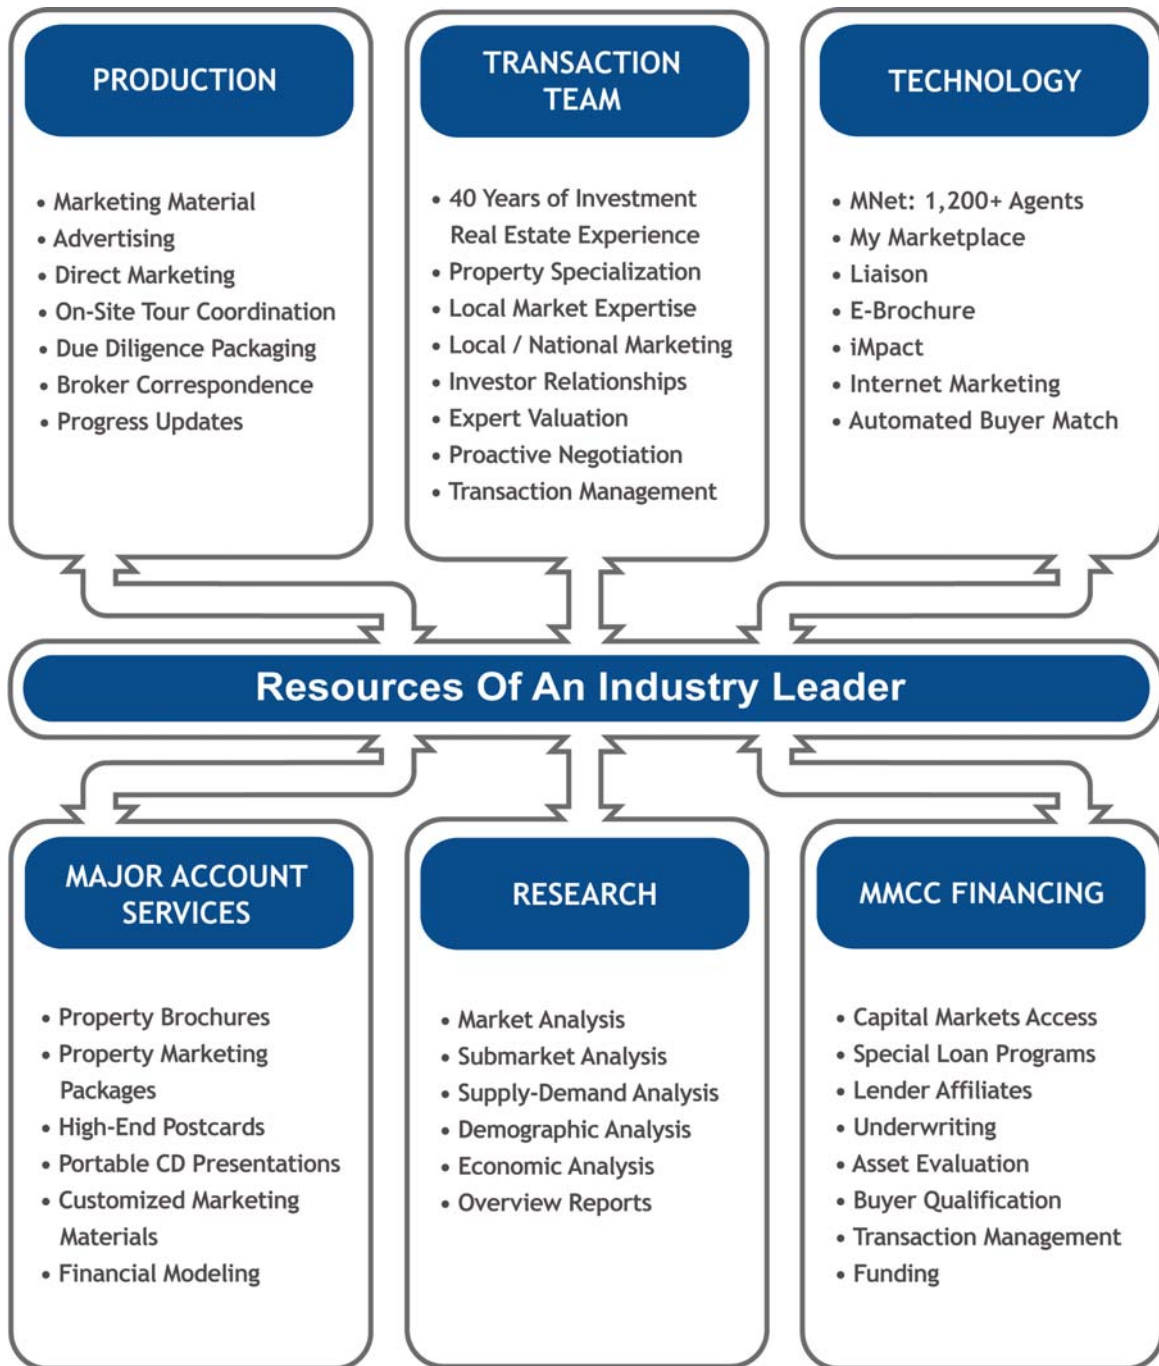 PRODUCTION
• Marketing Material
• Advertising
• Direct Marketing
• On-Site Tour Coordination
• Due Diligence Packaging
• Broker Correspondence
• Progress Updates
TRANSACTION
TEAM
• 40 Years of Investment
Real Estate Experience
• Property Specialization
• Local Market Expertise
• Local / National Marketing
• Investor Relationships
• Expert Valuation
• Proactive Negotiation
• Transaction Management
TECHNOLOGY
• MNet: 1,200+ Agents
• My Marketplace
• Liaison
• E-Brochure
• iMpact
• Internet Marketing
• Automated Buyer Match
Resources Of An Industry Leader
MAJOR ACCOUNT
SERVICES
• Property Brochures
• Property Marketing
Packages
• High-End Postcards
• Portable CD Presentations
• Customized Marketing
Materials
• Financial Modeling
RESEARCH
• Market Analysis
• Submarket Analysis
• Supply-Demand Analysis
• Demographic Analysis
• Economic Analysis
• Overview Reports
MMCC FINANCING
• Capital Markets Access
• Special Loan Programs
• Lender Affiliates
• Underwriting
• Asset Evaluation
• Buyer Qualification
• Transaction Management
• Funding